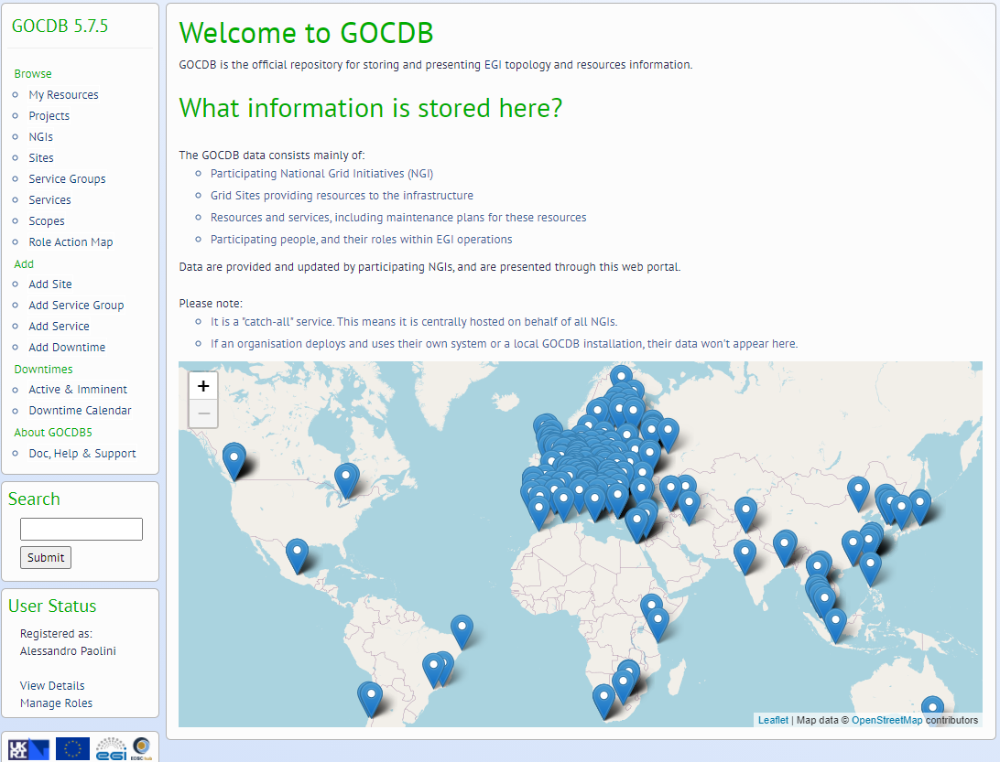 GOCDB 5.7.5
Browse
My Resources
Projects
NGIs
Sites
Service Groups
Services
Scopes
Role Action Map
Add
Add Site
Add Service Group
Add Service
Add Downtime
Downtimes
Active & Imminent
Downtime Calendar
About GOCDB5
Doc, Help & Support
Search
Submit
User Status
Registered as:
Alessandro Paolini
View Details
Manage Roles
UK
RI
EGI
EOSC-hub
Welcome to GOCDB
GOCDB is the official repository for storing and presenting EGI topology and resources information.
What information is stored here?
The GOCDB data consists mainly of:
Participating National Grid Initiatives (NGI)
Grid Sites providing resources to the infrastructure
Resources and services, including maintenance plans for these resources
Participating people, and their roles within EGI operations
Data are provided and updated by participating NGIs, and are presented through this web portal.
Please note:
It is a "catch-all" service. This means it is centrally hosted on behalf of all NGIs.
If an organisation deploys and uses their own system or a local GOCDB installation, their data won't appear here.
+
−
Leaflet | Map data © OpenStreetMap contributors